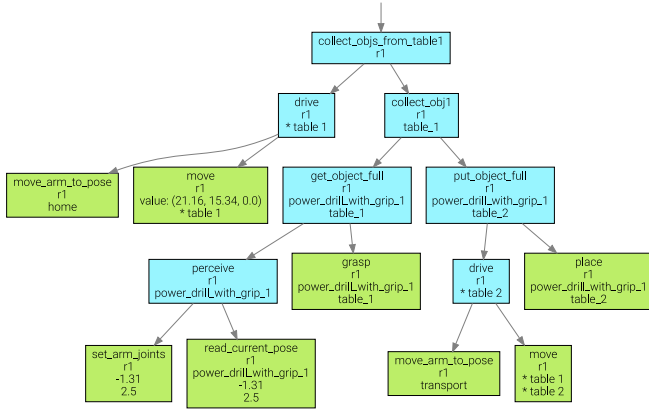 collect_objs_from_table1
r1
drive
r1
* table 1
collect_obj1
r1
table_1
move_arm_to_pose
r1
home
move
r1
value: (21.16, 15.34, 0.0)
* table 1
get_object_full
r1
power_drill_with_grip_1
table_1
put_object_full
r1
power_drill_with_grip_1
table_2
perceive
r1
power_drill_with_grip_1
grasp
r1
power_drill_with_grip_1
table_1
drive
r1
* table 2
place
r1
power_drill_with_grip_1
table_2
set_arm_joints
r1
-1.31
2.5
read_current_pose
r1
power_drill_with_grip_1
-1.31
2.5
move_arm_to_pose
r1
transport
move
r1
* table 1
* table 2